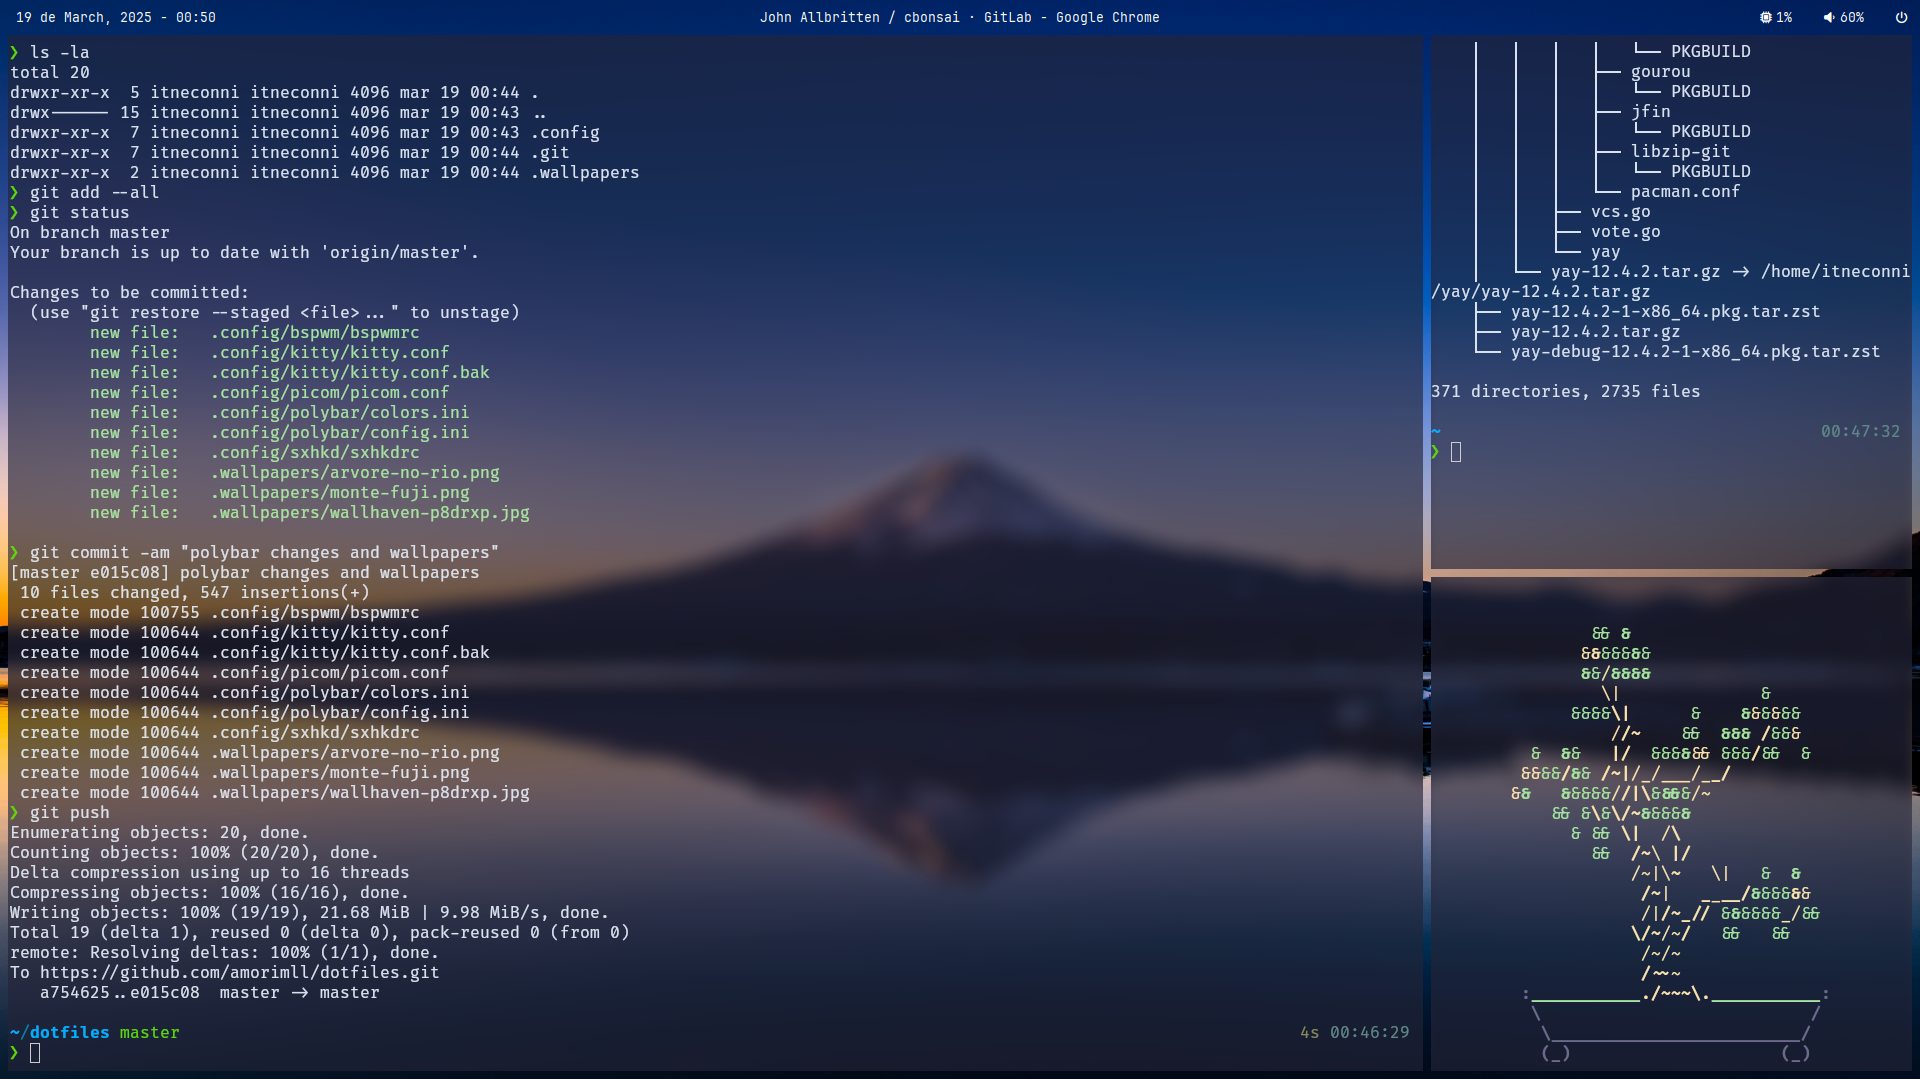 19 de March, 2025 - 00:50
John Allbritten / cbonsai · GitLab - Google Chrome
1%
60%
❯ ls -la
total 20
drwxr-xr-x  5 itneconni itneconni 4096 mar 19 00:44 .
drwx------ 15 itneconni itneconni 4096 mar 19 00:43 ..
drwxr-xr-x  7 itneconni itneconni 4096 mar 19 00:43 .config
drwxr-xr-x  7 itneconni itneconni 4096 mar 19 00:44 .git
drwxr-xr-x  2 itneconni itneconni 4096 mar 19 00:44 .wallpapers
❯ git add --all
❯ git status
On branch master
Your branch is up to date with 'origin/master'.
Changes to be committed:
  (use "git restore --staged <file>..." to unstage)
        new file:   .config/bspwm/bspwmrc
        new file:   .config/kitty/kitty.conf
        new file:   .config/kitty/kitty.conf.bak
        new file:   .config/picom/picom.conf
        new file:   .config/polybar/colors.ini
        new file:   .config/polybar/config.ini
        new file:   .config/sxhkd/sxhkdrc
        new file:   .wallpapers/arvore-no-rio.png
        new file:   .wallpapers/monte-fuji.png
        new file:   .wallpapers/wallhaven-p8drxp.jpg
❯ git commit -am "polybar changes and wallpapers"
[master e015c08] polybar changes and wallpapers
 10 files changed, 547 insertions(+)
 create mode 100755 .config/bspwm/bspwmrc
 create mode 100644 .config/kitty/kitty.conf
 create mode 100644 .config/kitty/kitty.conf.bak
 create mode 100644 .config/picom/picom.conf
 create mode 100644 .config/polybar/colors.ini
 create mode 100644 .config/polybar/config.ini
 create mode 100644 .config/sxhkd/sxhkdrc
 create mode 100644 .wallpapers/arvore-no-rio.png
 create mode 100644 .wallpapers/monte-fuji.png
 create mode 100644 .wallpapers/wallhaven-p8drxp.jpg
❯ git push
Enumerating objects: 20, done.
Counting objects: 100% (20/20), done.
Delta compression using up to 16 threads
Compressing objects: 100% (16/16), done.
Writing objects: 100% (19/19), 21.68 MiB | 9.98 MiB/s, done.
Total 19 (delta 1), reused 0 (delta 0), pack-reused 0 (from 0)
remote: Resolving deltas: 100% (1/1), done.
To https://github.com/amorimll/dotfiles.git
   a754625..e015c08  master -> master
~/dotfiles master
4s 00:46:29
❯
└── PKGBUILD
├── gourou
└── PKGBUILD
├── jfin
└── PKGBUILD
├── libzip-git
└── PKGBUILD
└── pacman.conf
├── vcs.go
├── vote.go
└── yay
└── yay-12.4.2.tar.gz -> /home/itneconni
/yay/yay-12.4.2.tar.gz
├── yay-12.4.2-1-x86_64.pkg.tar.zst
├── yay-12.4.2.tar.gz
└── yay-debug-12.4.2-1-x86_64.pkg.tar.zst
371 directories, 2735 files
~
00:47:32
❯